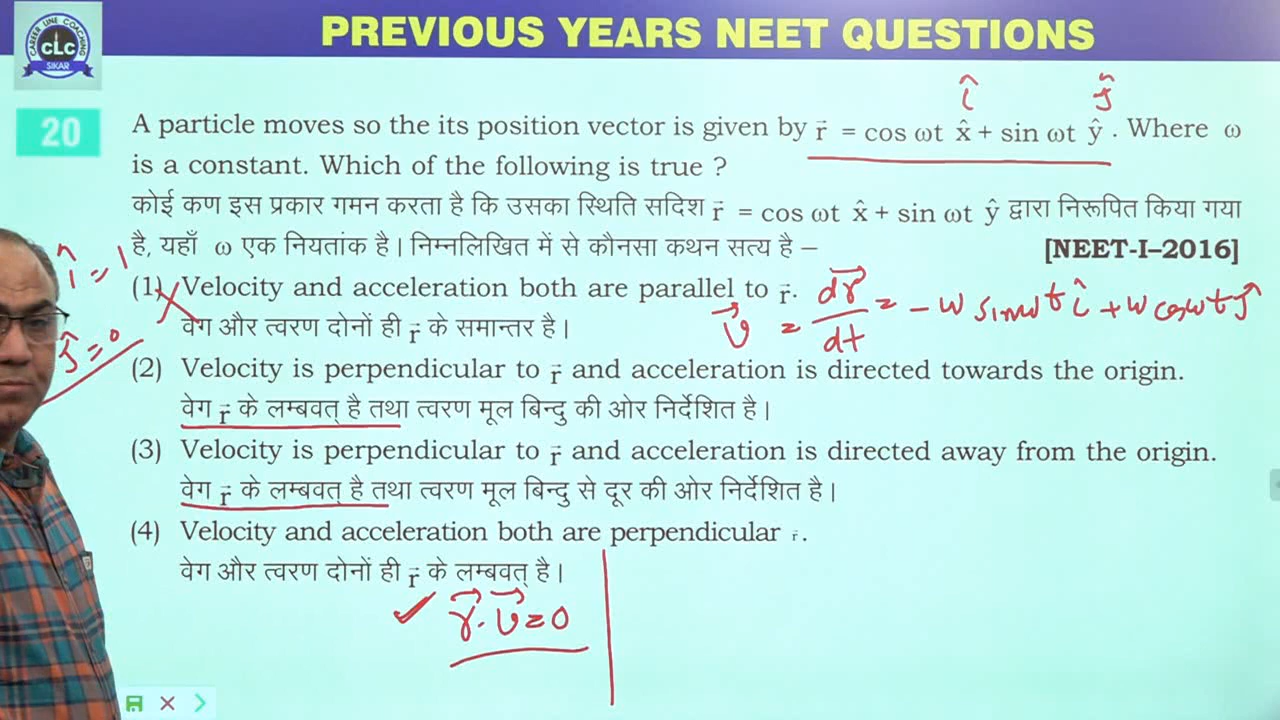 CAREER LINE COACHING
CLC
SIKAR
PREVIOUS YEARS NEET QUESTIONS
î ĵ
20 A particle moves so the its position vector is given by r⃗ = cos ωt x̂ + sin ωt ŷ . Where ω
is a constant. Which of the following is true ?
कोई कण इस प्रकार गमन करता है कि उसका स्थिति सदिश r⃗ = cos ωt x̂ + sin ωt ŷ द्वारा निरूपित किया गया
है, यहाँ ω एक नियतांक है। निम्नलिखित में से कौनसा कथन सत्य है – [NEET-I–2016]
î = 1
ĵ = 0
(1) Velocity and acceleration both are parallel to r⃗.
वेग और त्वरण दोनों ही r⃗ के समान्तर है।
v⃗ = dr⃗/dt = - ω sinωt î + ω cosωt ĵ
(2) Velocity is perpendicular to r⃗ and acceleration is directed towards the origin.
वेग r⃗ के लम्बवत् है तथा त्वरण मूल बिन्दु की ओर निर्देशित है।
(3) Velocity is perpendicular to r⃗ and acceleration is directed away from the origin.
वेग r⃗ के लम्बवत् है तथा त्वरण मूल बिन्दु से दूर की ओर निर्देशित है।
(4) Velocity and acceleration both are perpendicular r⃗.
वेग और त्वरण दोनों ही r⃗ के लम्बवत् है।
✓ r⃗ . v⃗ = 0